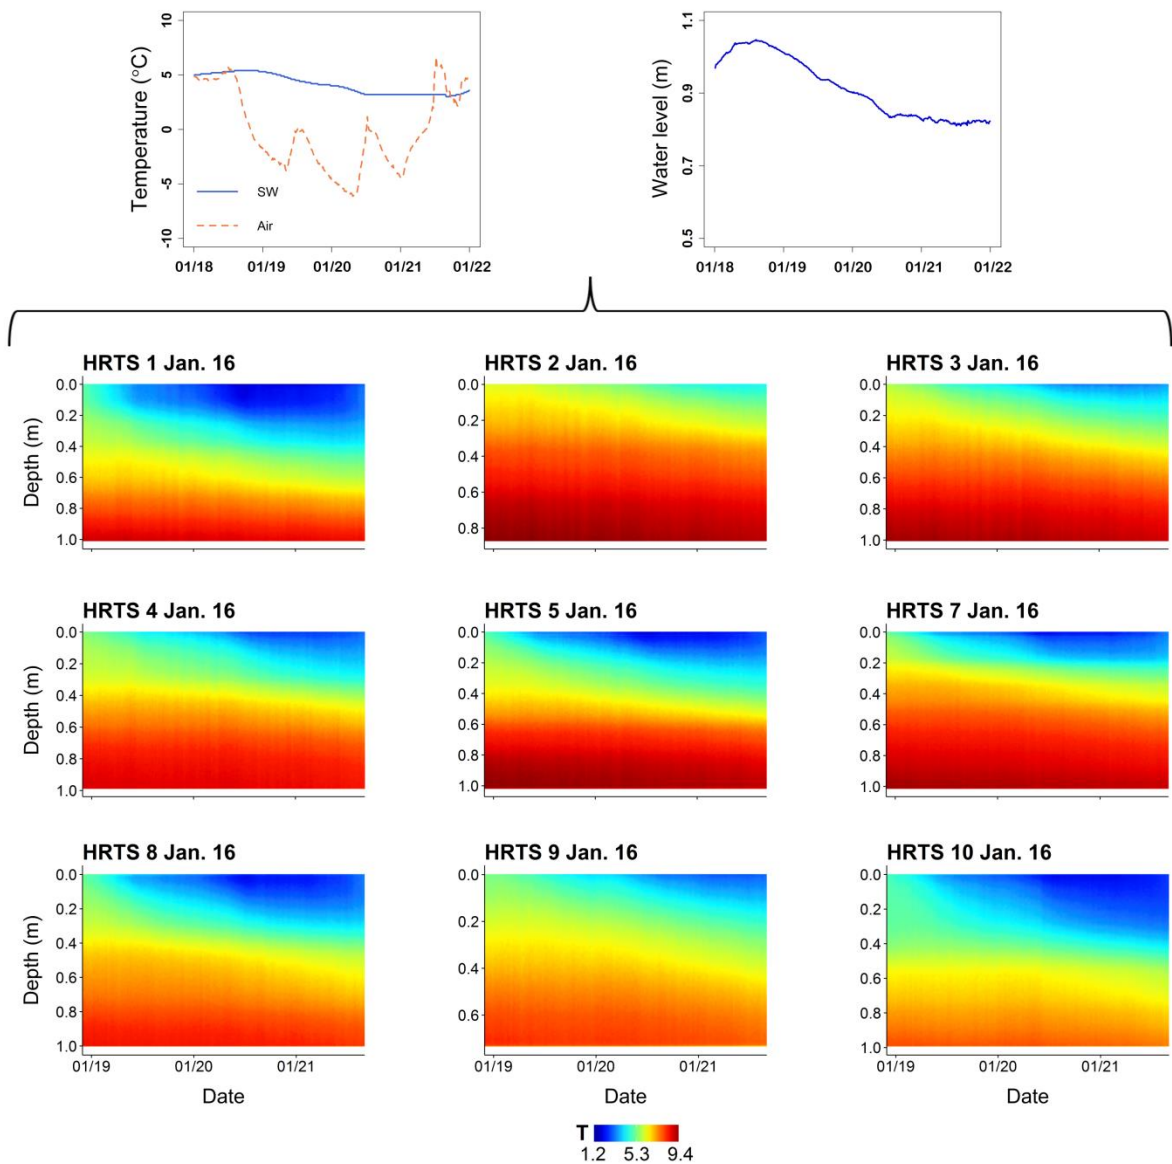 Temperature (°C)
10
5
0
-5
-10
SW
Air
01/18 01/19 01/20 01/21 01/22
Water level (m)
1.1
0.9
0.7
0.5
01/18 01/19 01/20 01/21 01/22
HRTS 1 Jan. 16
Depth (m)
0.0
0.2
0.4
0.6
0.8
1.0
HRTS 2 Jan. 16
0.0
0.2
0.4
0.6
0.8
HRTS 3 Jan. 16
0.0
0.2
0.4
0.6
0.8
1.0
HRTS 4 Jan. 16
Depth (m)
0.0
0.2
0.4
0.6
0.8
1.0
HRTS 5 Jan. 16
0.0
0.2
0.4
0.6
0.8
1.0
HRTS 7 Jan. 16
0.0
0.2
0.4
0.6
0.8
1.0
HRTS 8 Jan. 16
Depth (m)
0.0
0.2
0.4
0.6
0.8
1.0
01/19 01/20 01/21
Date
HRTS 9 Jan. 16
0.0
0.2
0.4
0.6
01/19 01/20 01/21
Date
HRTS 10 Jan. 16
0.0
0.2
0.4
0.6
0.8
1.0
01/19 01/20 01/21
Date
T
1.2 5.3 9.4